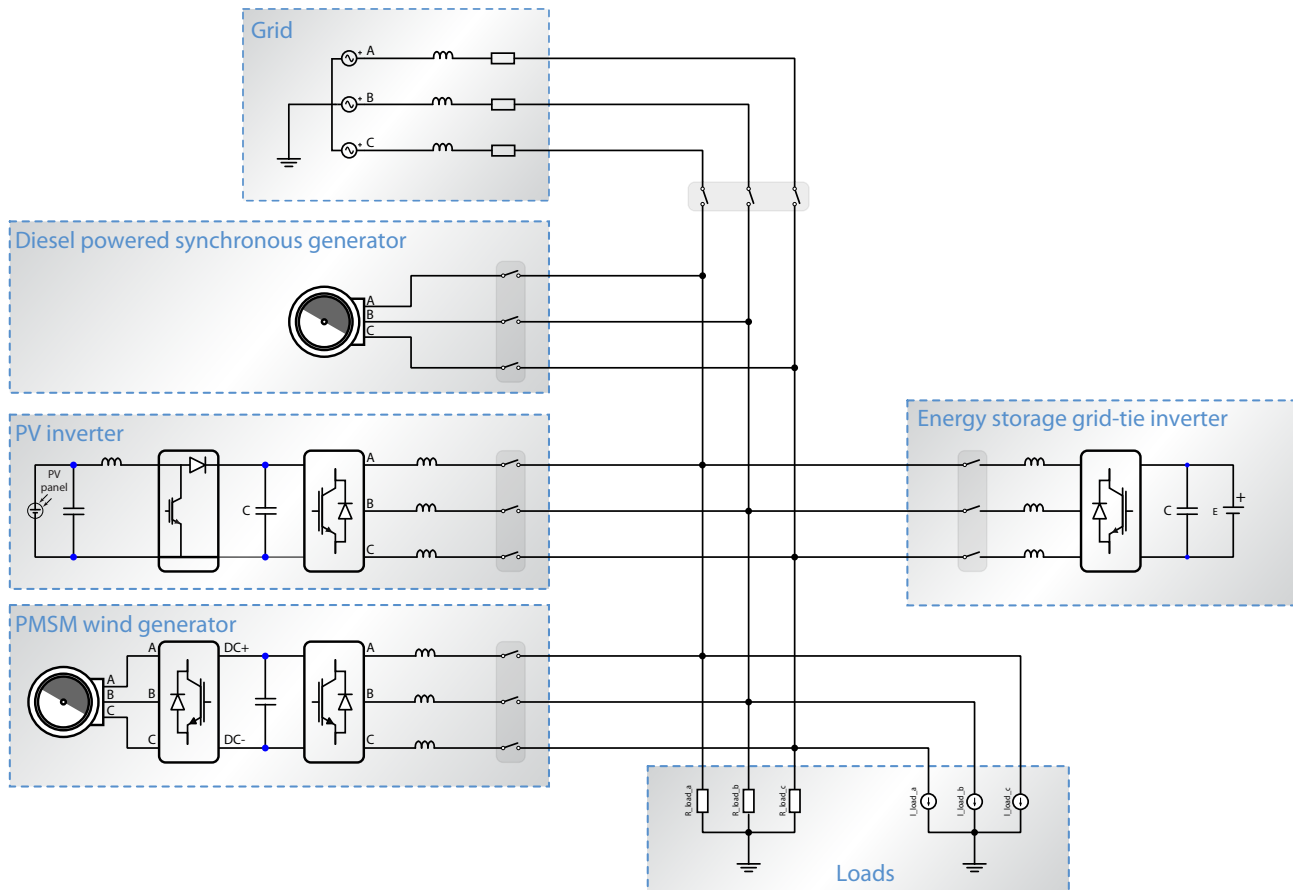 Grid
+ A
+ B
+ C
Diesel powered synchronous generator
A
B
C
PV inverter
PV
panel
C
A
B
C
Energy storage grid-tie inverter
C
E
+
PMSM wind generator
A
B
C
A
B
C
DC+
DC-
A
B
C
R_load_a
R_load_b
R_load_c
I_load_a
I_load_b
I_load_c
Loads